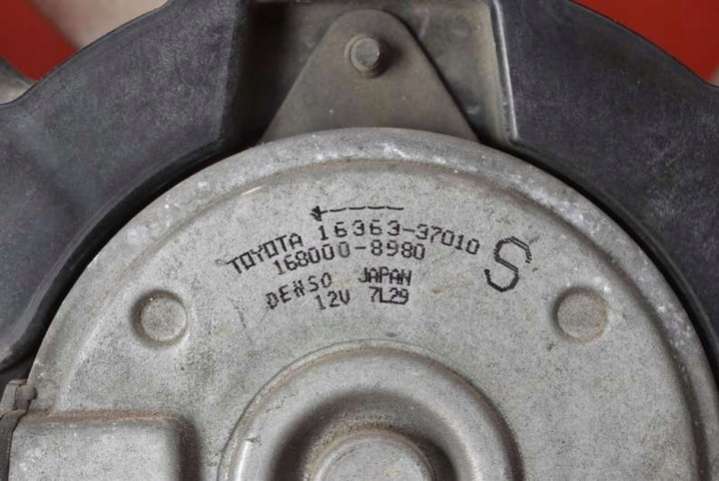 TOYOTA 16363-37010
168000-8980
DENSO JAPAN
12V 7L29
S